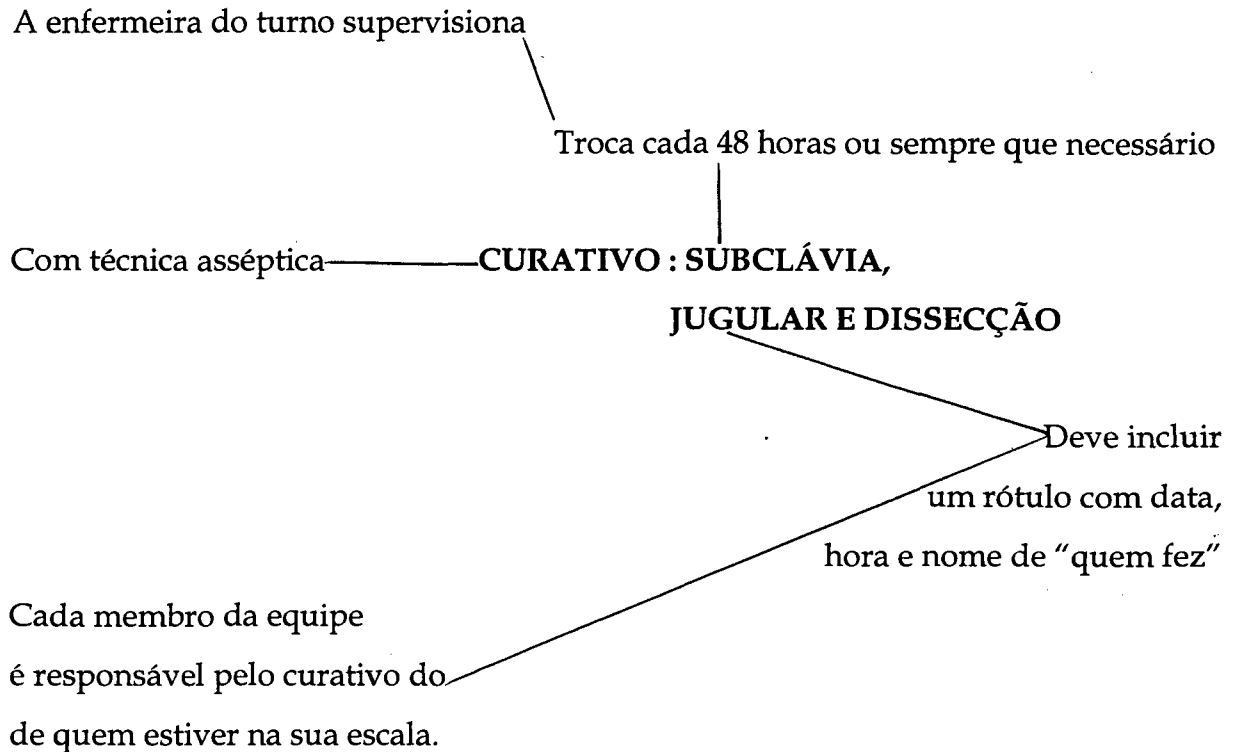 A enfermeira do turno supervisiona
Troca cada 48 horas ou sempre que necessário
Com técnica asséptica
CURATIVO : SUBCLÁVIA,
JUGULAR E DISSECÇÃO
Deve incluir
um rótulo com data,
hora e nome de "quem fez"
Cada membro da equipe
é responsável pelo curativo do
de quem estiver na sua escala.